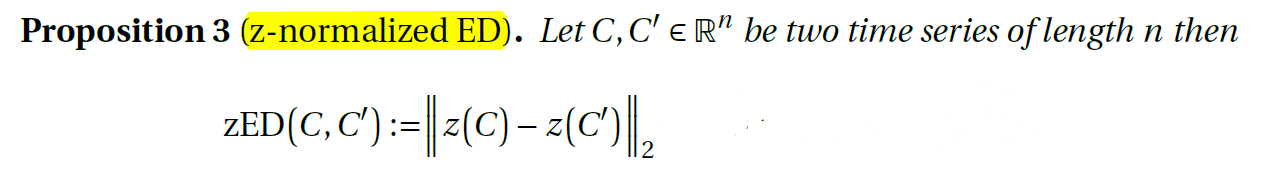 Proposition 3 (z-normalized ED). Let C, C′ ∈ ℝⁿ be two time series of length n then
zED(C, C′) := ‖z(C) − z(C′)‖₂